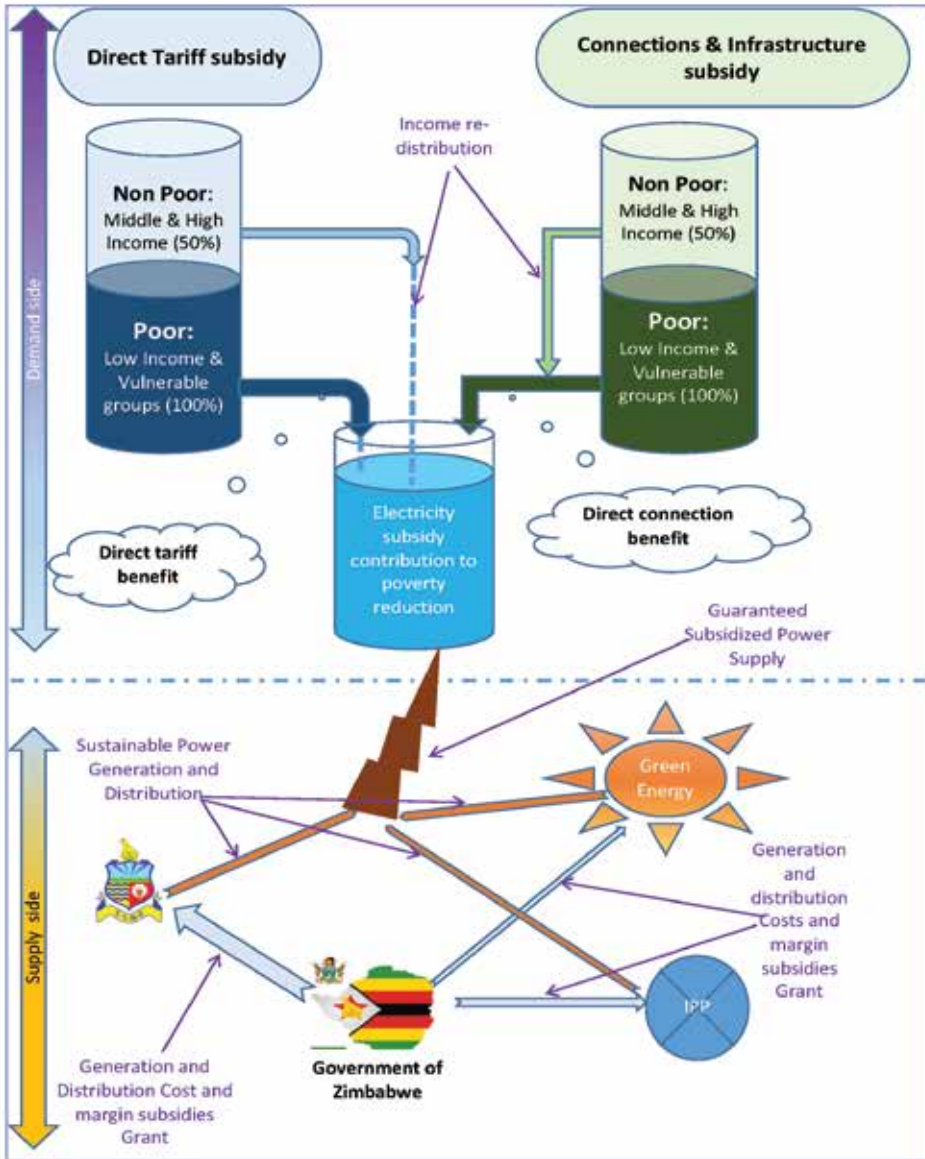 Direct Tariff subsidy
Connections & Infrastructure
subsidy
Demand side
Income re-
distribution
Non Poor:
Middle & High
Income (50%)
Poor:
Low Income &
Vulnerable
groups (100%)
Non Poor:
Middle & High
Income (50%)
Poor:
Low Income &
Vulnerable
groups (100%)
Electricity
subsidy
contribution to
poverty
reduction
Direct tariff
benefit
Direct connection
benefit
Guaranteed
Subsidized Power
Supply
Supply side
Sustainable Power
Generation and
Distribution
Green
Energy
Generation
and
distribution
Costs and
margin
subsidies
Grant
IPP
Government of
Zimbabwe
Generation and
Distribution Cost and
margin subsidies
Grant